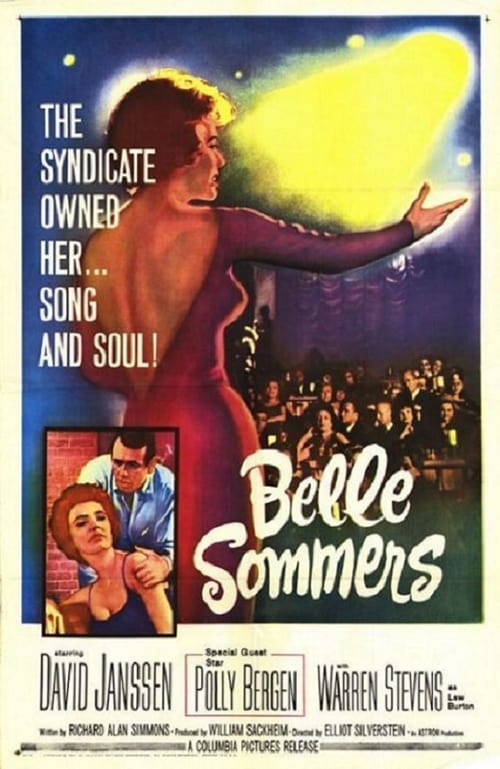 THE
SYNDICATE
OWNED
HER...
SONG
AND SOUL!
Belle
Sommers
starring
DAVID JANSSEN
Special Guest
Star
POLLY BERGEN
with
WARREN STEVENS
as
Lew
Burton
Written by RICHARD ALAN SIMMONS • Produced by WILLIAM SACKHEIM • Directed by ELLIOT SILVERSTEIN • An ASTRON Production
A COLUMBIA PICTURES RELEASE